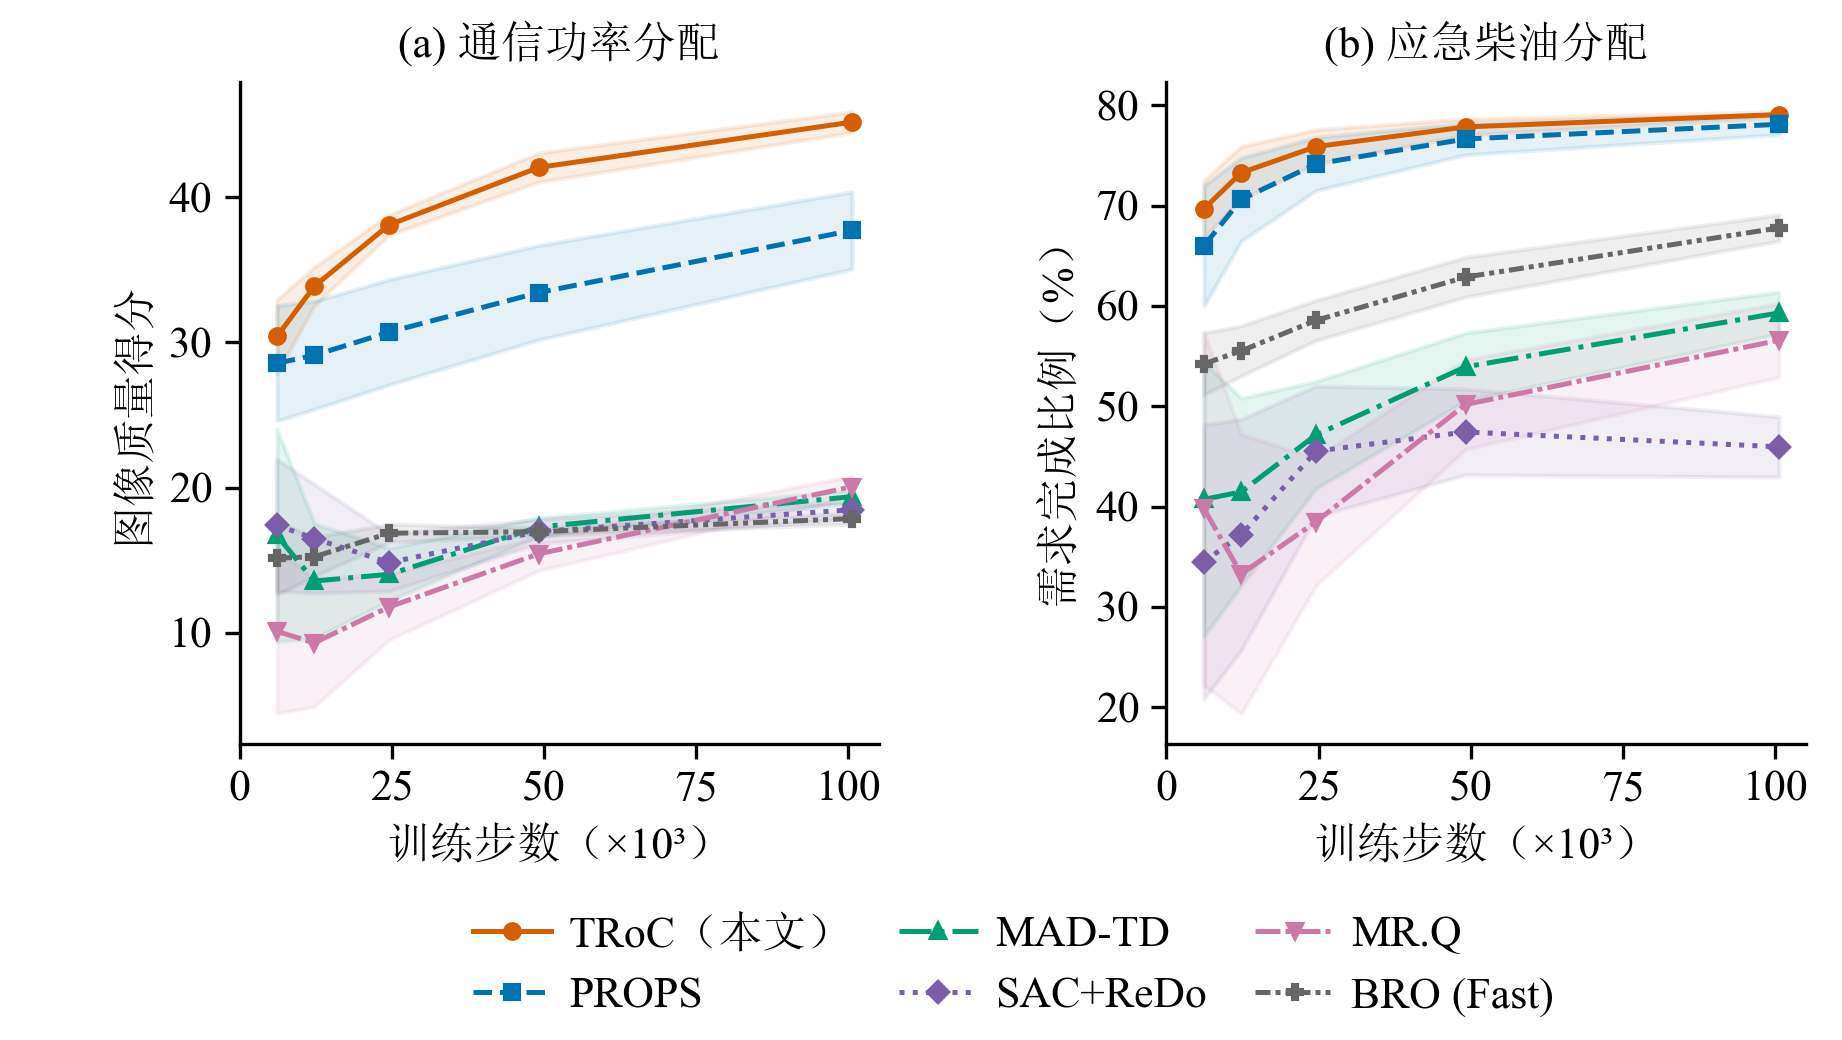 (a) 通信功率分配
图像质量得分
40
30
20
10
0 25 50 75 100
训练步数（×10³）
(b) 应急柴油分配
需求完成比例（%）
80
70
60
50
40
30
20
0 25 50 75 100
训练步数（×10³）
TRoC（本文） MAD-TD MR.Q
PROPS SAC+ReDo BRO (Fast)